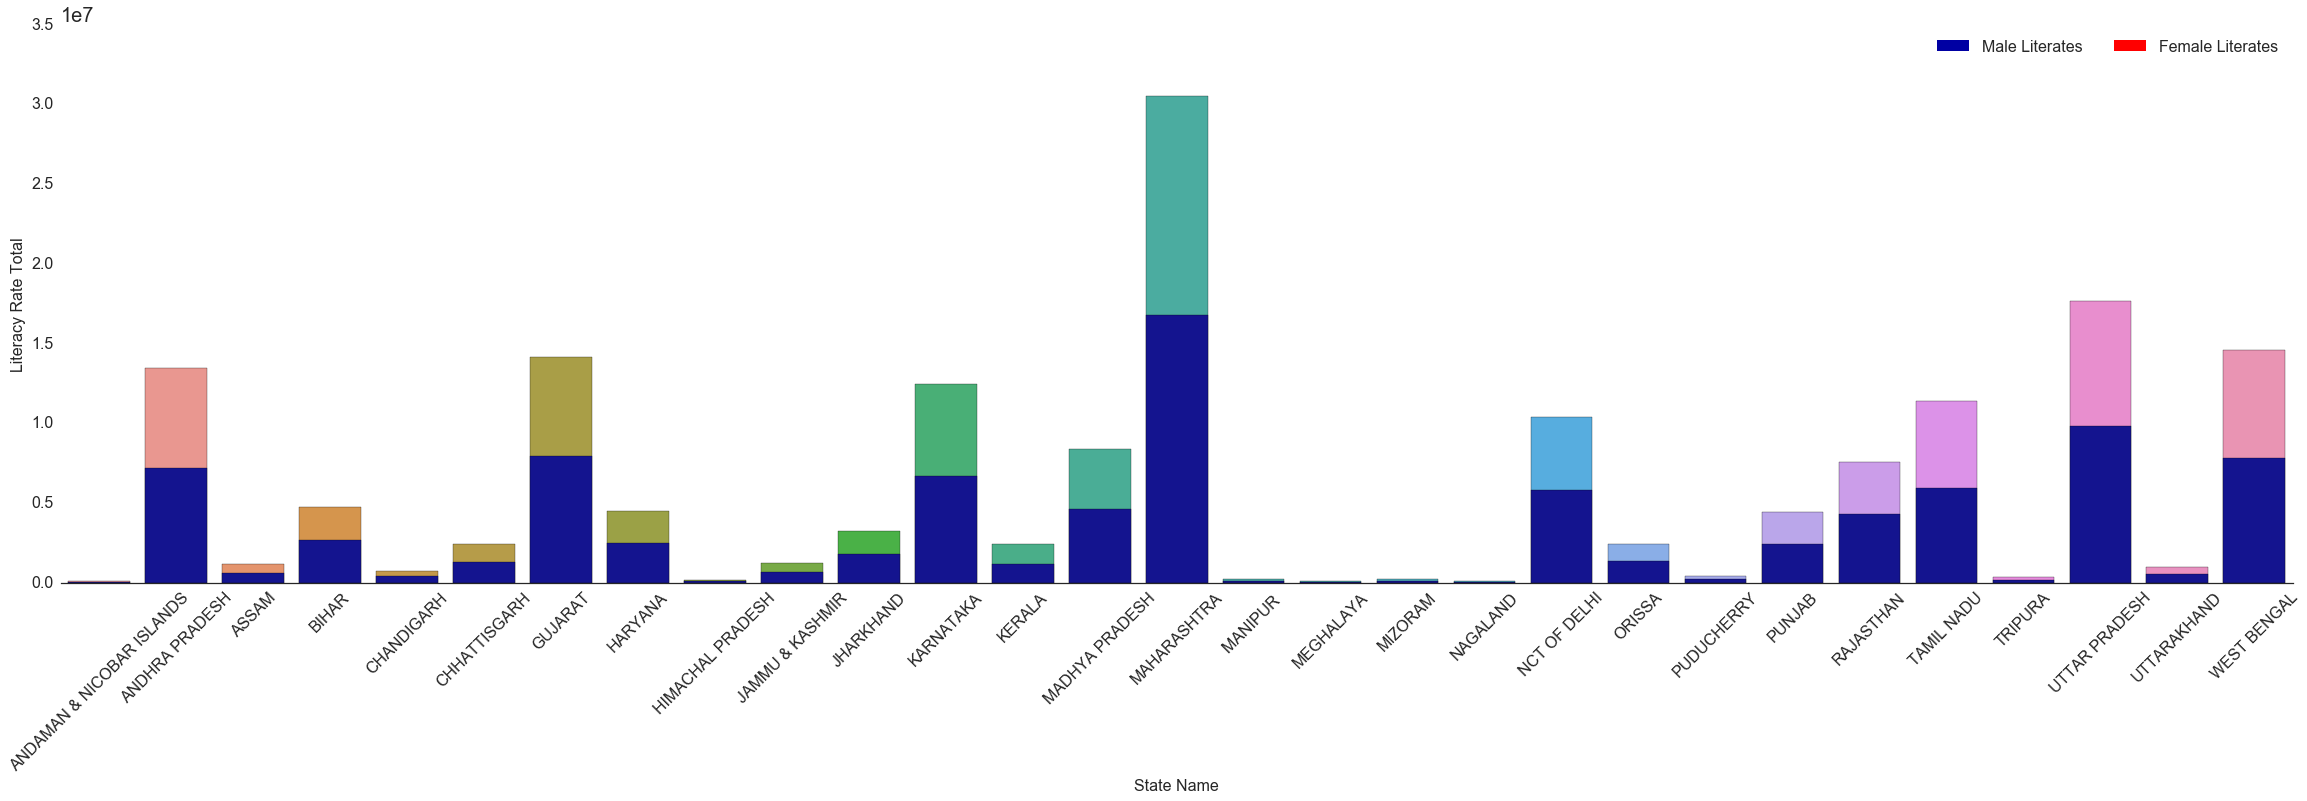 1e7
3.5
Male Literates
Female Literates
3.0
2.5
2.0
1.5
1.0
0.5
0.0
Literacy Rate Total
ANDAMAN & NICOBAR ISLANDS
ANDHRA PRADESH
ASSAM
BIHAR
CHANDIGARH
CHHATTISGARH
GUJARAT
HARYANA
HIMACHAL PRADESH
JAMMU & KASHMIR
JHARKHAND
KARNATAKA
KERALA
MADHYA PRADESH
MAHARASHTRA
MANIPUR
MEGHALAYA
MIZORAM
NAGALAND
NCT OF DELHI
ORISSA
PUDUCHERRY
PUNJAB
RAJASTHAN
TAMIL NADU
TRIPURA
UTTAR PRADESH
UTTARAKHAND
WEST BENGAL
State Name